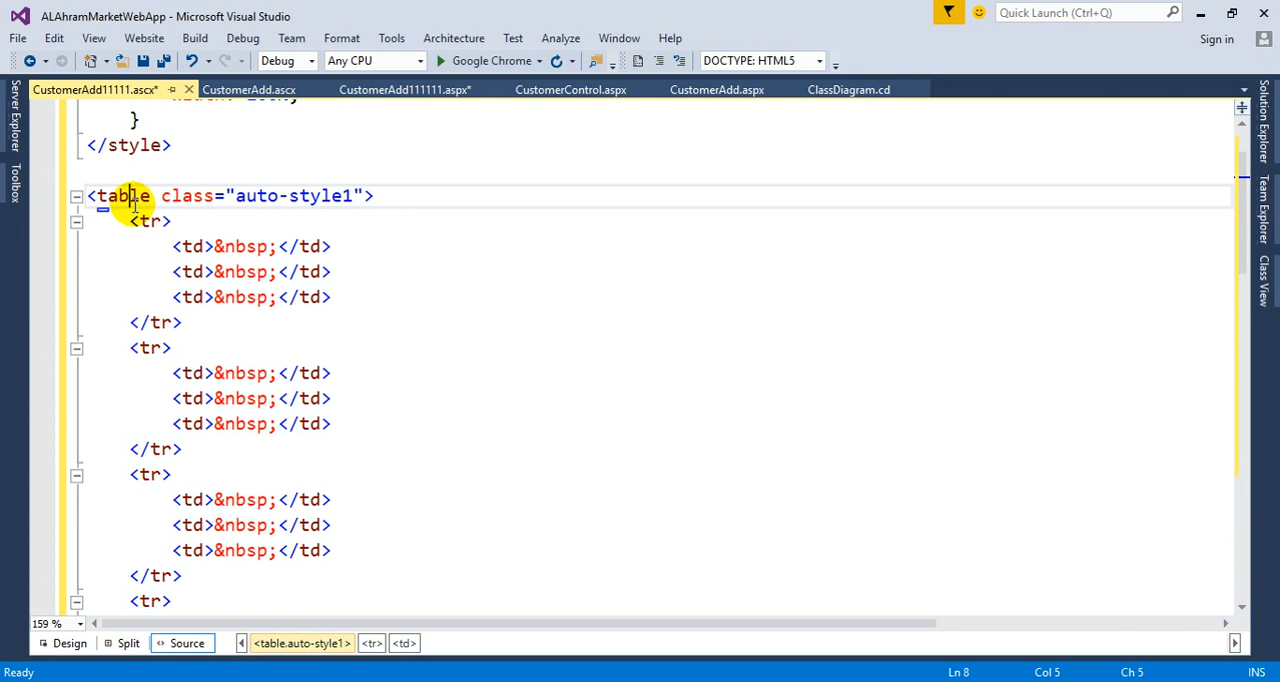 ALAhramMarketWebApp - Microsoft Visual Studio
Quick Launch (Ctrl+Q)
File Edit View Website Build Debug Team Format Tools Architecture Test Analyze Window Help
Sign in
Debug Any CPU Google Chrome DOCTYPE: HTML5
CustomerAdd11111.ascx* CustomerAdd.ascx CustomerAdd111111.aspx* CustomerControl.aspx CustomerAdd.aspx ClassDiagram.cd
Server Explorer
Toolbox
}
</style>
<table class="auto-style1">
<tr>
<td>&nbsp;</td>
<td>&nbsp;</td>
<td>&nbsp;</td>
</tr>
<tr>
<td>&nbsp;</td>
<td>&nbsp;</td>
<td>&nbsp;</td>
</tr>
<tr>
<td>&nbsp;</td>
<td>&nbsp;</td>
<td>&nbsp;</td>
</tr>
<tr>
Solution Explorer
Team Explorer
Class View
159 %
Design Split Source <table.auto-style1> <tr> <td>
Ready Ln 8 Col 5 Ch 5 INS